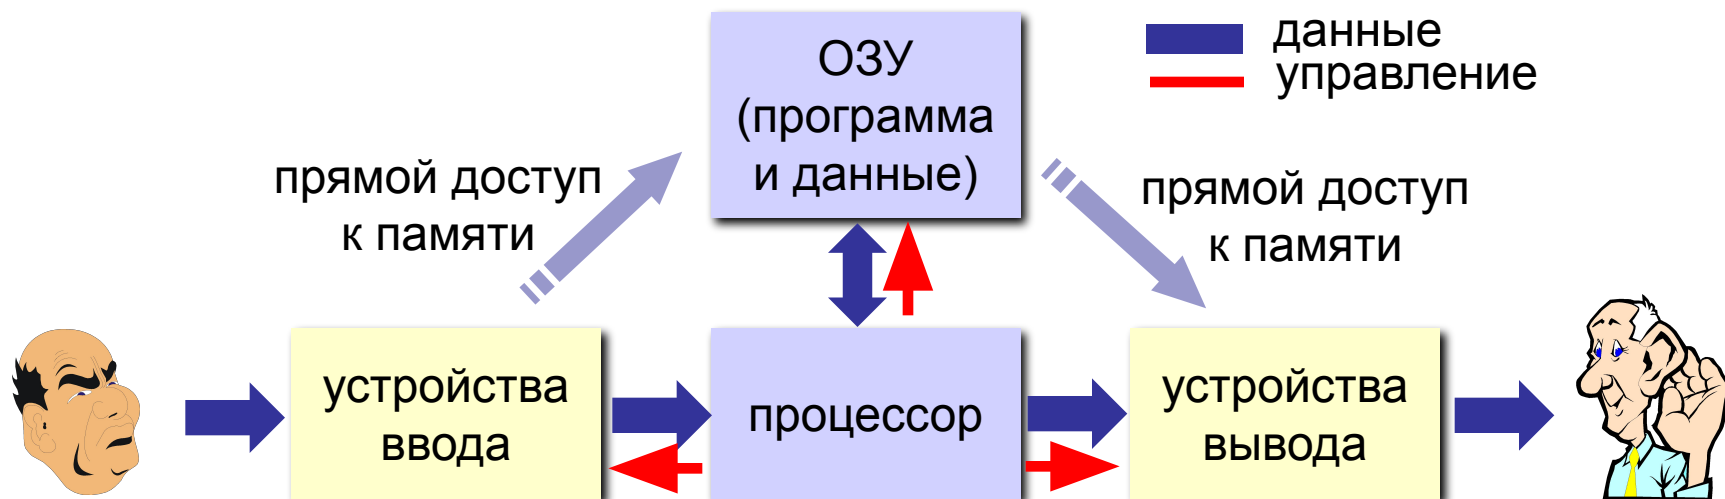 ОЗУ
(программа
и данные)
данные
управление
прямой доступ
к памяти
прямой доступ
к памяти
устройства
ввода
процессор
устройства
вывода